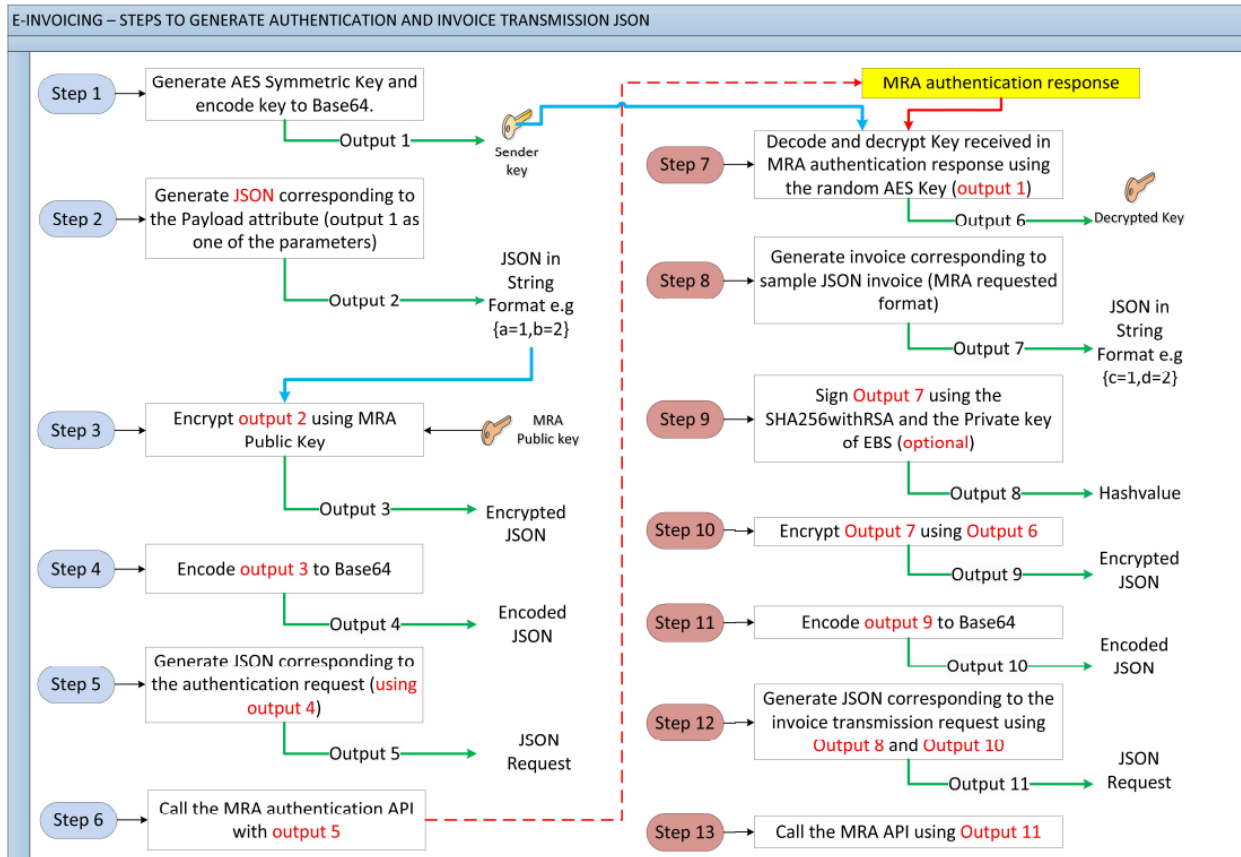 E-INVOICING – STEPS TO GENERATE AUTHENTICATION AND INVOICE TRANSMISSION JSON
Step 1
Generate AES Symmetric Key and
encode key to Base64.
Output 1
Sender
key
Step 2
Generate JSON corresponding to
the Payload attribute (output 1 as
one of the parameters)
Output 2
JSON in
String
Format e.g
{a=1,b=2}
Step 3
Encrypt output 2 using MRA
Public Key
MRA
Public key
Output 3
Encrypted
JSON
Step 4
Encode output 3 to Base64
Output 4
Encoded
JSON
Step 5
Generate JSON corresponding to
the authentication request (using
output 4)
Output 5
JSON
Request
Step 6
Call the MRA authentication API
with output 5
MRA authentication response
Step 7
Decode and decrypt Key received in
MRA authentication response using
the random AES Key (output 1)
Output 6
Decrypted Key
Step 8
Generate invoice corresponding to
sample JSON invoice (MRA requested
format)
Output 7
JSON in
String
Format e.g
{c=1,d=2}
Step 9
Sign Output 7 using the
SHA256withRSA and the Private key
of EBS (optional)
Output 8
Hashvalue
Step 10
Encrypt Output 7 using Output 6
Output 9
Encrypted
JSON
Step 11
Encode output 9 to Base64
Output 10
Encoded
JSON
Step 12
Generate JSON corresponding to the
invoice transmission request using
Output 8 and Output 10
Output 11
JSON
Request
Step 13
Call the MRA API using Output 11